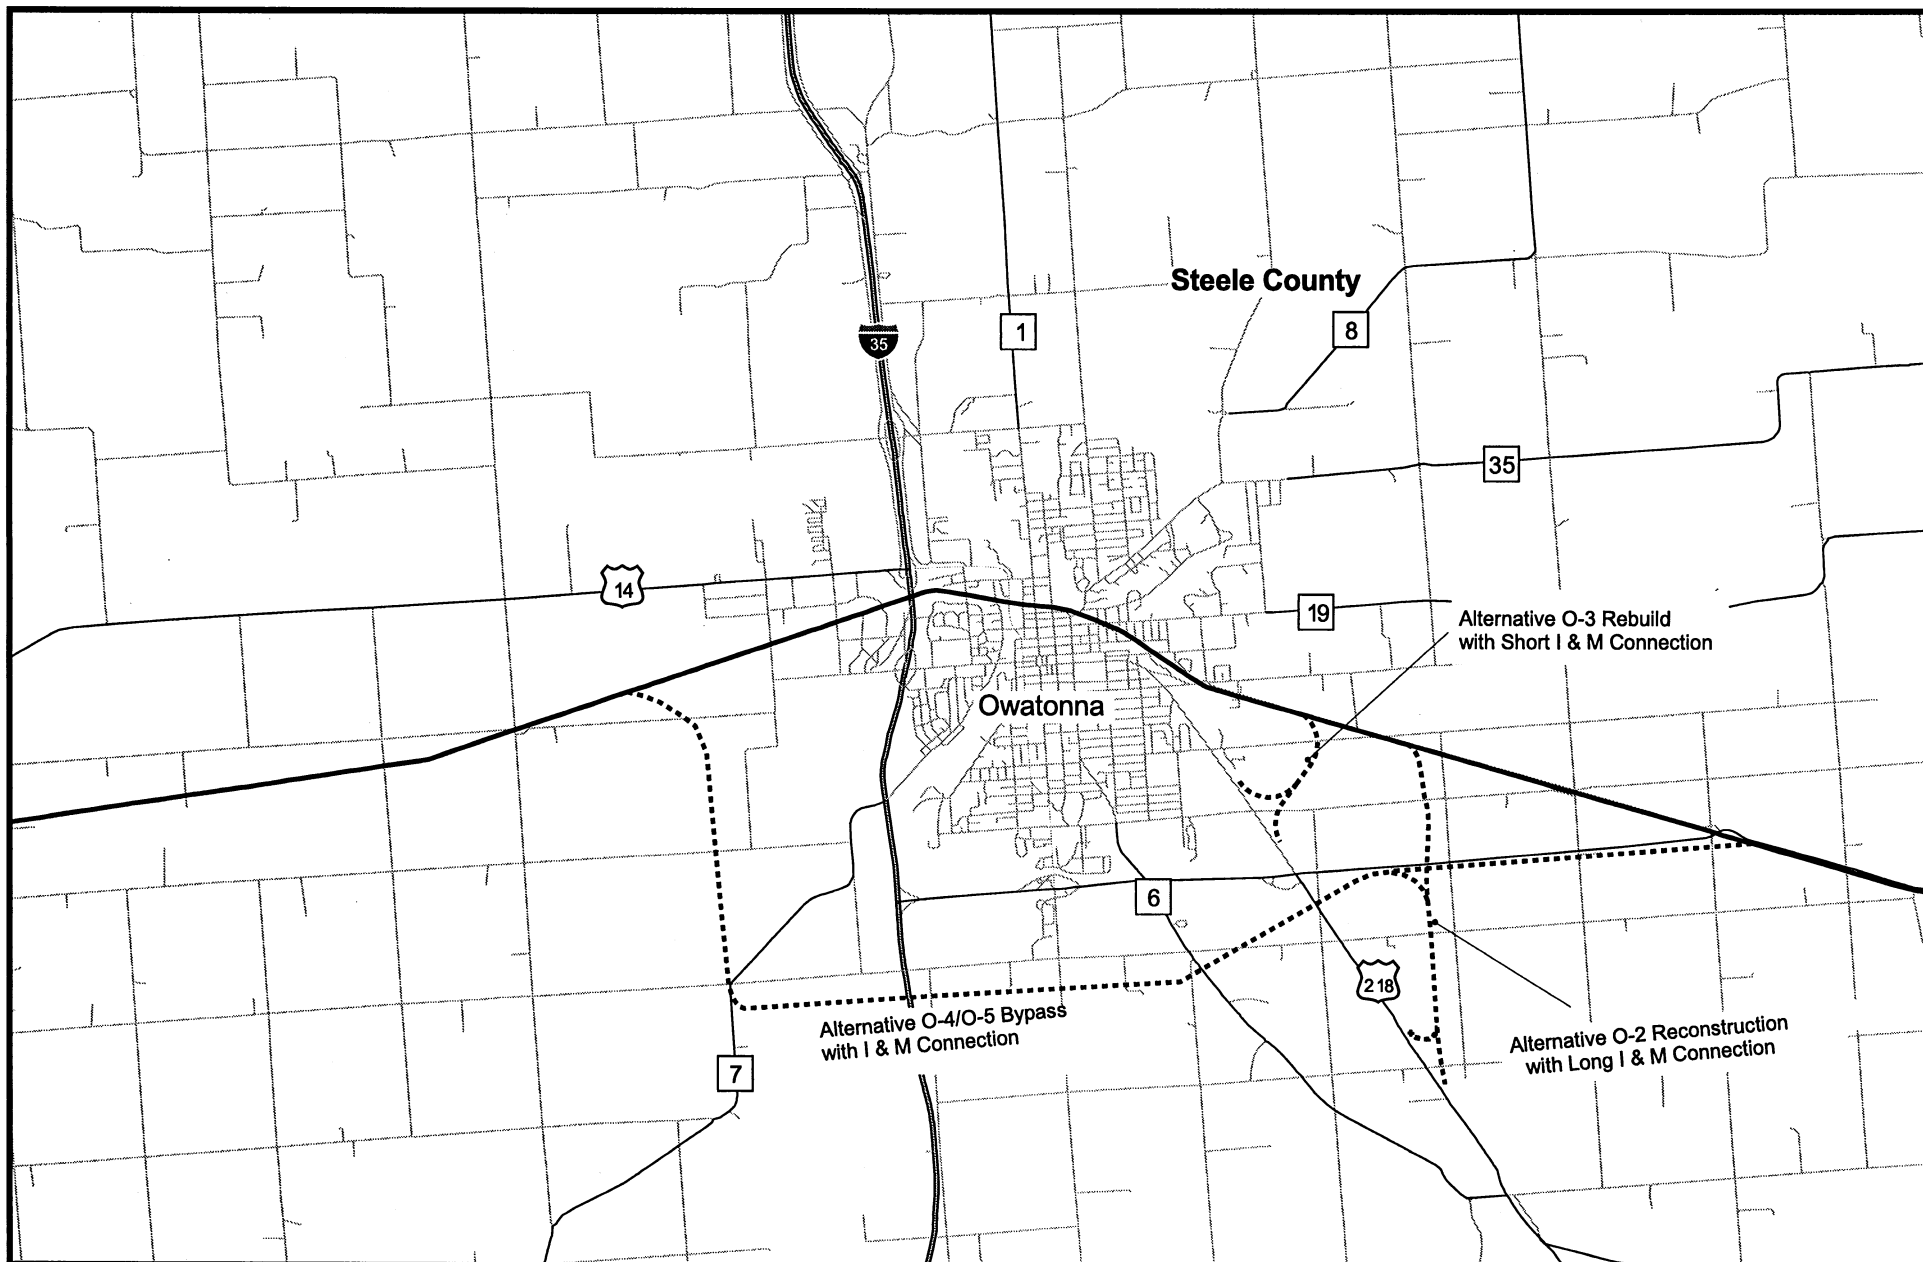 Steele County
35
1
8
35
14
19
Alternative O-3 Rebuild
with Short I & M Connection
Owatonna
6
218
Alternative O-4/O-5 Bypass
with I & M Connection
Alternative O-2 Reconstruction
with Long I & M Connection
7